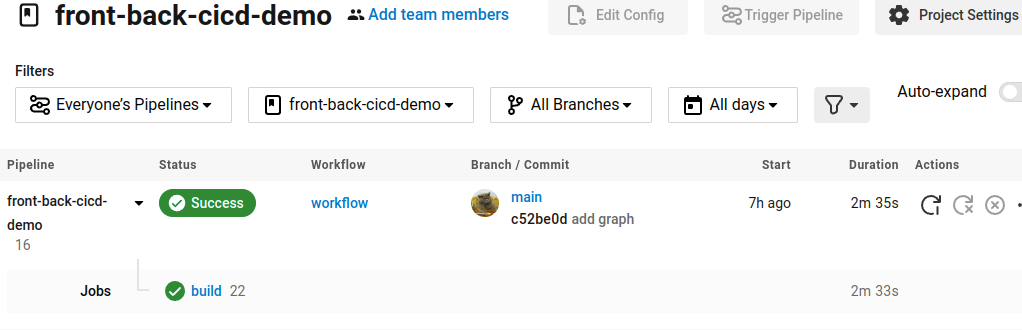 front-back-cicd-demo Add team members Edit Config Trigger Pipeline Project Settings
Filters
Everyone's Pipelines front-back-cicd-demo All Branches All days Auto-expand
Pipeline Status Workflow Branch / Commit Start Duration Actions
front-back-cicd- Success workflow main 7h ago 2m 35s
demo c52be0d add graph
16
Jobs build 22 2m 33s